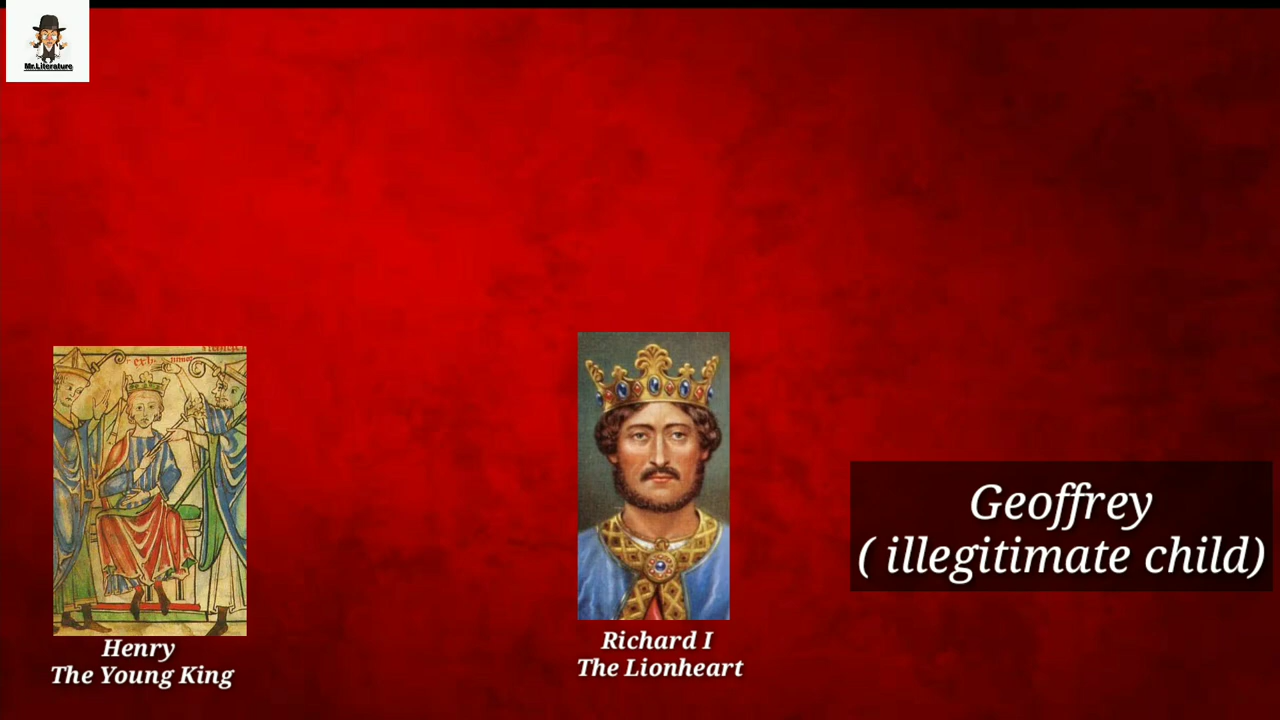 Mr.Literature
Henry
The Young King
Richard I
The Lionheart
Geoffrey
( illegitimate child)